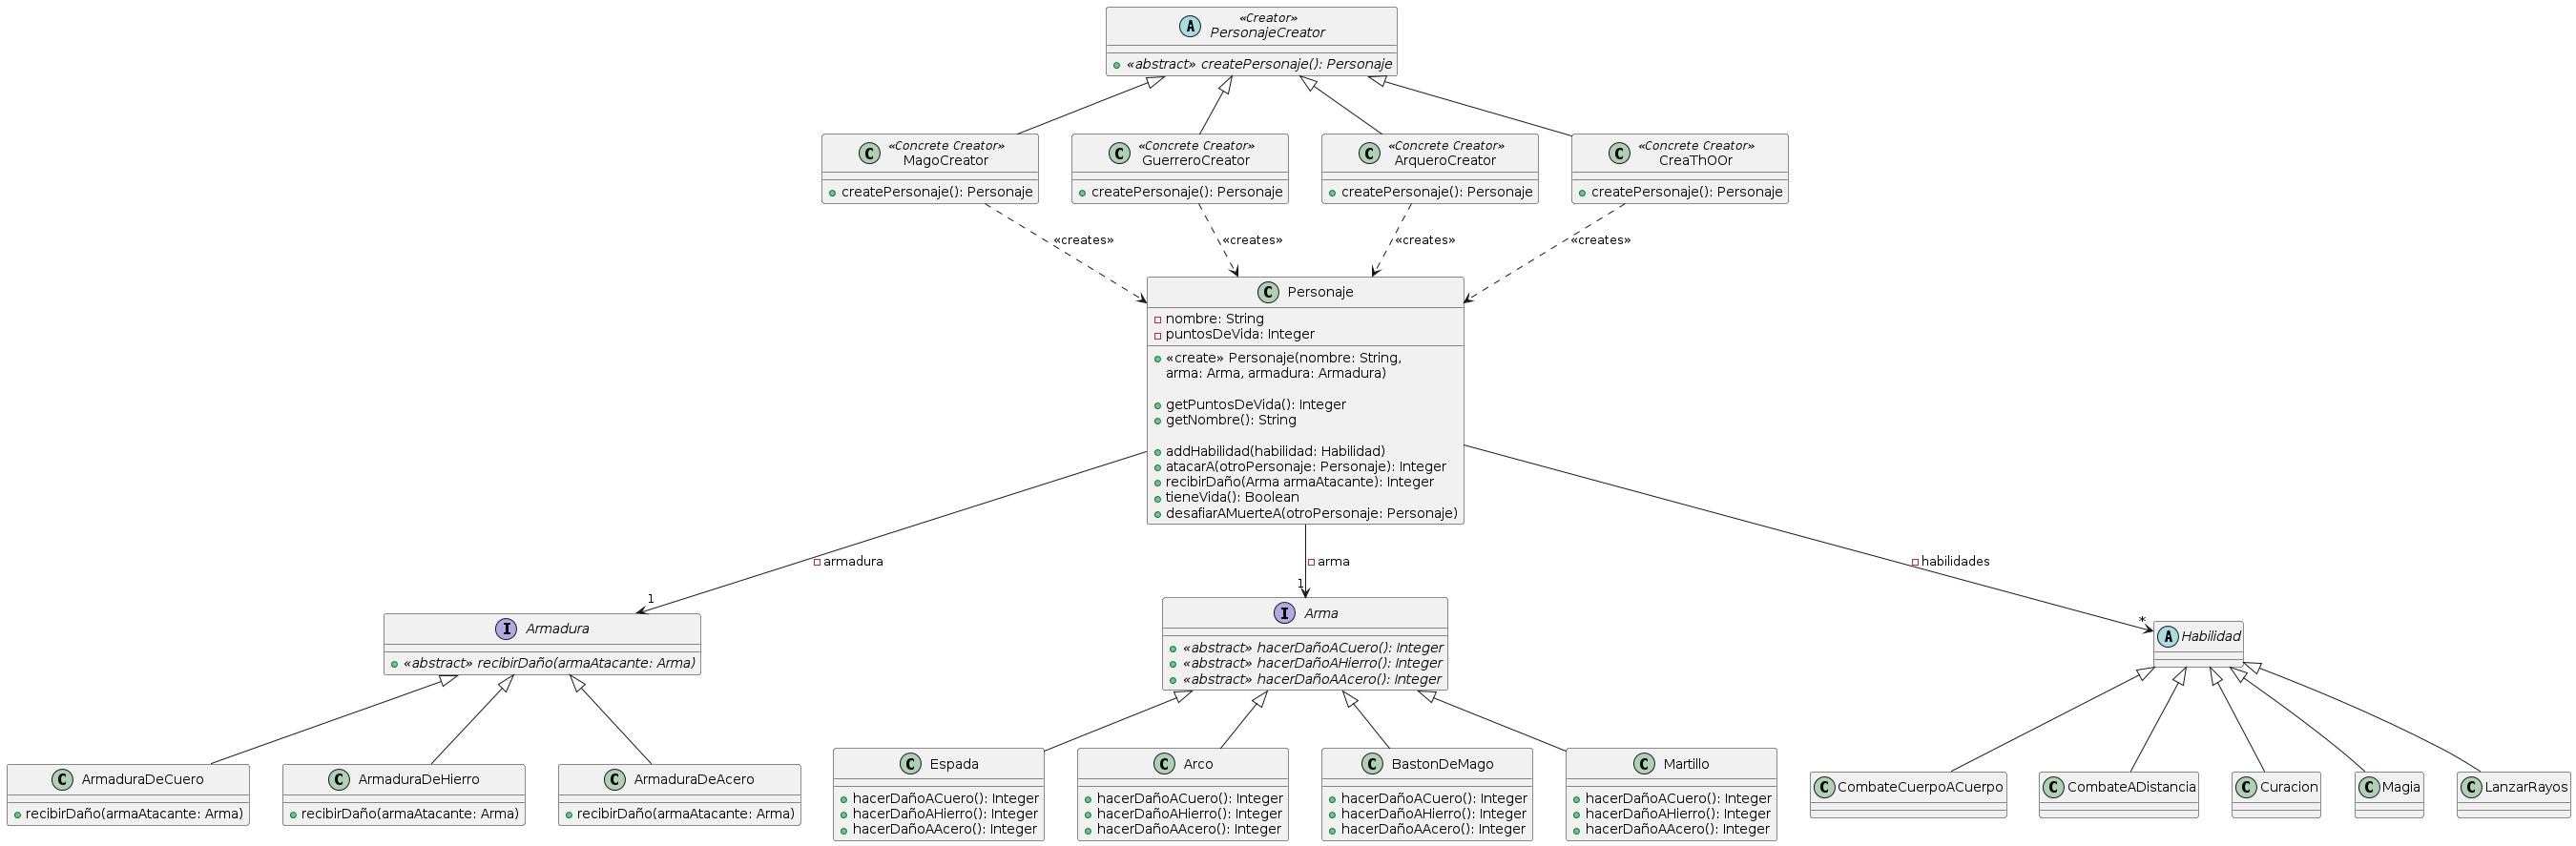 «Creator»
A PersonajeCreator
«abstract» createPersonaje(): Personaje
«Concrete Creator»
C MagoCreator
createPersonaje(): Personaje
«Concrete Creator»
C GuerreroCreator
createPersonaje(): Personaje
«Concrete Creator»
C ArqueroCreator
createPersonaje(): Personaje
«Concrete Creator»
C CreaThOOr
createPersonaje(): Personaje
«creates»
«creates»
«creates»
«creates»
C Personaje
nombre: String
puntosDeVida: Integer
«create» Personaje(nombre: String,
arma: Arma, armadura: Armadura)
getPuntosDeVida(): Integer
getNombre(): String
addHabilidad(habilidad: Habilidad)
atacarA(otroPersonaje: Personaje): Integer
recibirDaño(Arma armaAtacante): Integer
tieneVida(): Boolean
desafiarAMuerteA(otroPersonaje: Personaje)
armadura
1
arma
1
habilidades
*
I Armadura
«abstract» recibirDaño(armaAtacante: Arma)
I Arma
«abstract» hacerDañoACuero(): Integer
«abstract» hacerDañoAHierro(): Integer
«abstract» hacerDañoAAcero(): Integer
A Habilidad
C ArmaduraDeCuero
recibirDaño(armaAtacante: Arma)
C ArmaduraDeHierro
recibirDaño(armaAtacante: Arma)
C ArmaduraDeAcero
recibirDaño(armaAtacante: Arma)
C Espada
hacerDañoACuero(): Integer
hacerDañoAHierro(): Integer
hacerDañoAAcero(): Integer
C Arco
hacerDañoACuero(): Integer
hacerDañoAHierro(): Integer
hacerDañoAAcero(): Integer
C BastonDeMago
hacerDañoACuero(): Integer
hacerDañoAHierro(): Integer
hacerDañoAAcero(): Integer
C Martillo
hacerDañoACuero(): Integer
hacerDañoAHierro(): Integer
hacerDañoAAcero(): Integer
C CombateCuerpoACuerpo
C CombateADistancia
C Curacion
C Magia
C LanzarRayos